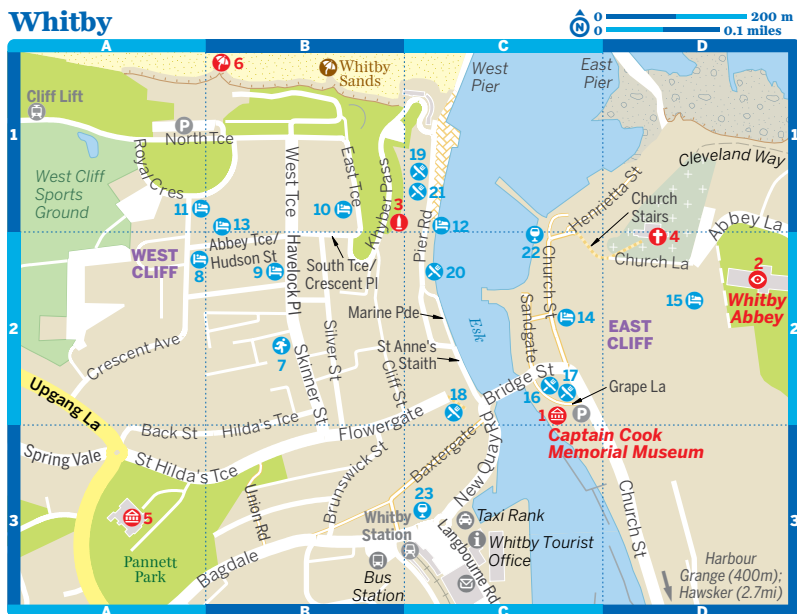 Whitby
N
0 200 m
0 0.1 miles
A B C D
6
Whitby
Sands
West
Pier
East
Pier
Cliff Lift
P
North Tce
1
1
Royal Cres
West Tce
East Tce
Khyber Pass
19
21
Cleveland Way
West Cliff
Sports
Ground
Henrietta St
Church
Stairs
11
13
10
3
Pier Rd
12
22
4
Abbey La
Church La
WEST
CLIFF
8
Abbey Tce/
Hudson St
9
Havelock Pl
South Tce/
Crescent Pl
20
Church St
2
Whitby
Abbey
15
Marine Pde
Esk
Sandgate
14
EAST
CLIFF
2
2
Crescent Ave
7
Skinner St
Silver St
St Anne's
Staith
Cliff St
Bridge St
17
16
Grape La
Upgang La
18
1
P
Captain Cook
Memorial Museum
Back St
Hilda's Tce
Flowergate
Spring Vale
St Hilda's Tce
Brunswick St
Baxtergate
New Quay Rd
Union Rd
23
Church St
3
3
5
Whitby
Station
Taxi Rank
Whitby Tourist
Office
Pannett
Park
Bagdale
Bus
Station
Langbourne Rd
Harbour
Grange (400m);
Hawsker (2.7mi)
A B C D